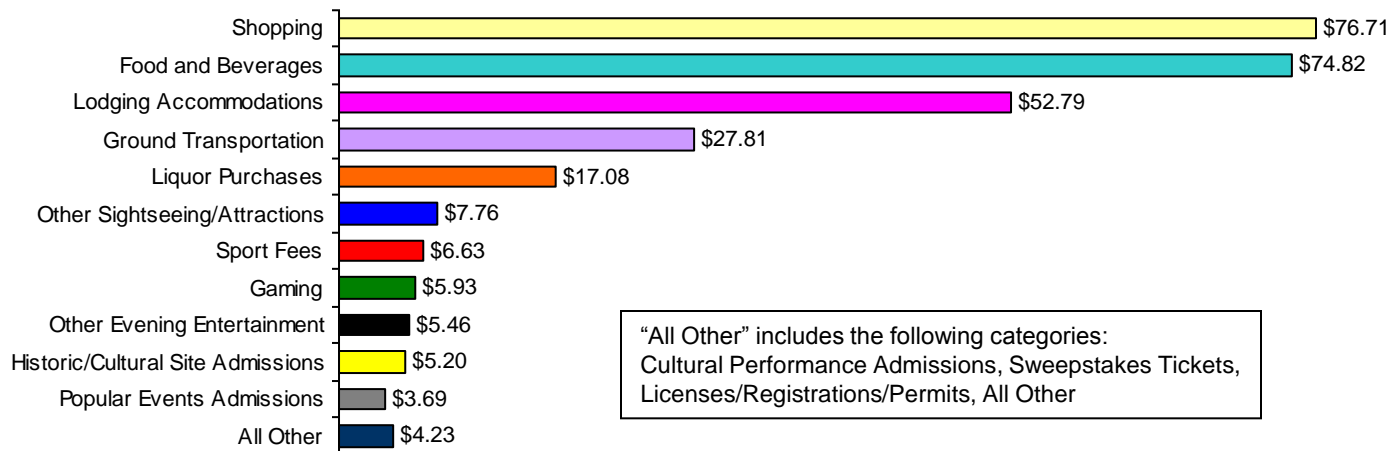 Shopping $76.71
Food and Beverages $74.82
Lodging Accommodations $52.79
Ground Transportation $27.81
Liquor Purchases $17.08
Other Sightseeing/Attractions $7.76
Sport Fees $6.63
Gaming $5.93
Other Evening Entertainment $5.46
Historic/Cultural Site Admissions $5.20
Popular Events Admissions $3.69
All Other $4.23
“All Other” includes the following categories:
Cultural Performance Admissions, Sweepstakes Tickets,
Licenses/Registrations/Permits, All Other